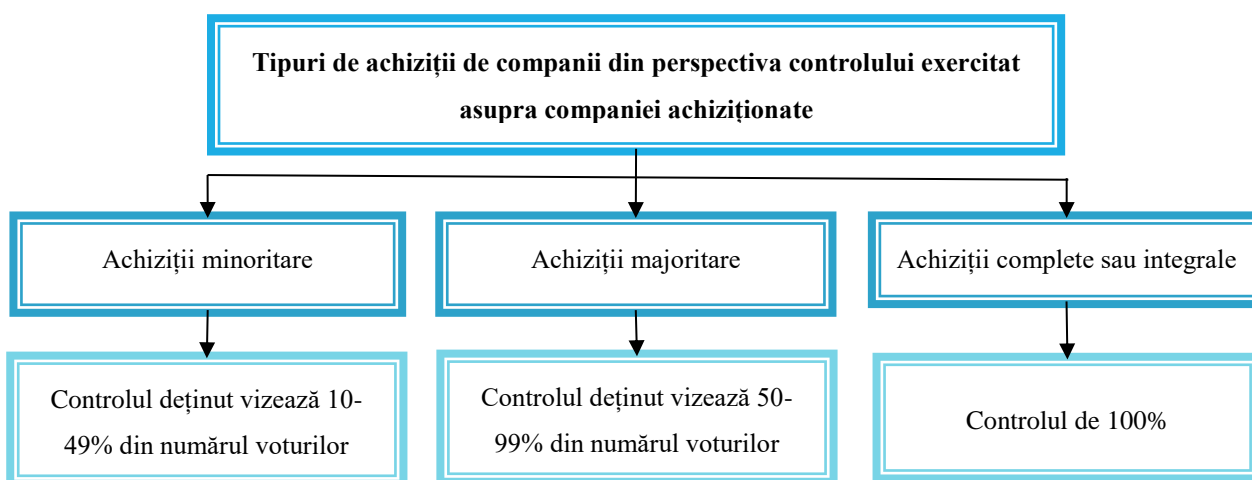 Tipuri de achiziții de companii din perspectiva controlului exercitat
asupra companiei achiziționate
Achiziții minoritare
Achiziții majoritare
Achiziții complete sau integrale
Controlul deținut vizează 10-
49% din numărul voturilor
Controlul deținut vizează 50-
99% din numărul voturilor
Controlul de 100%